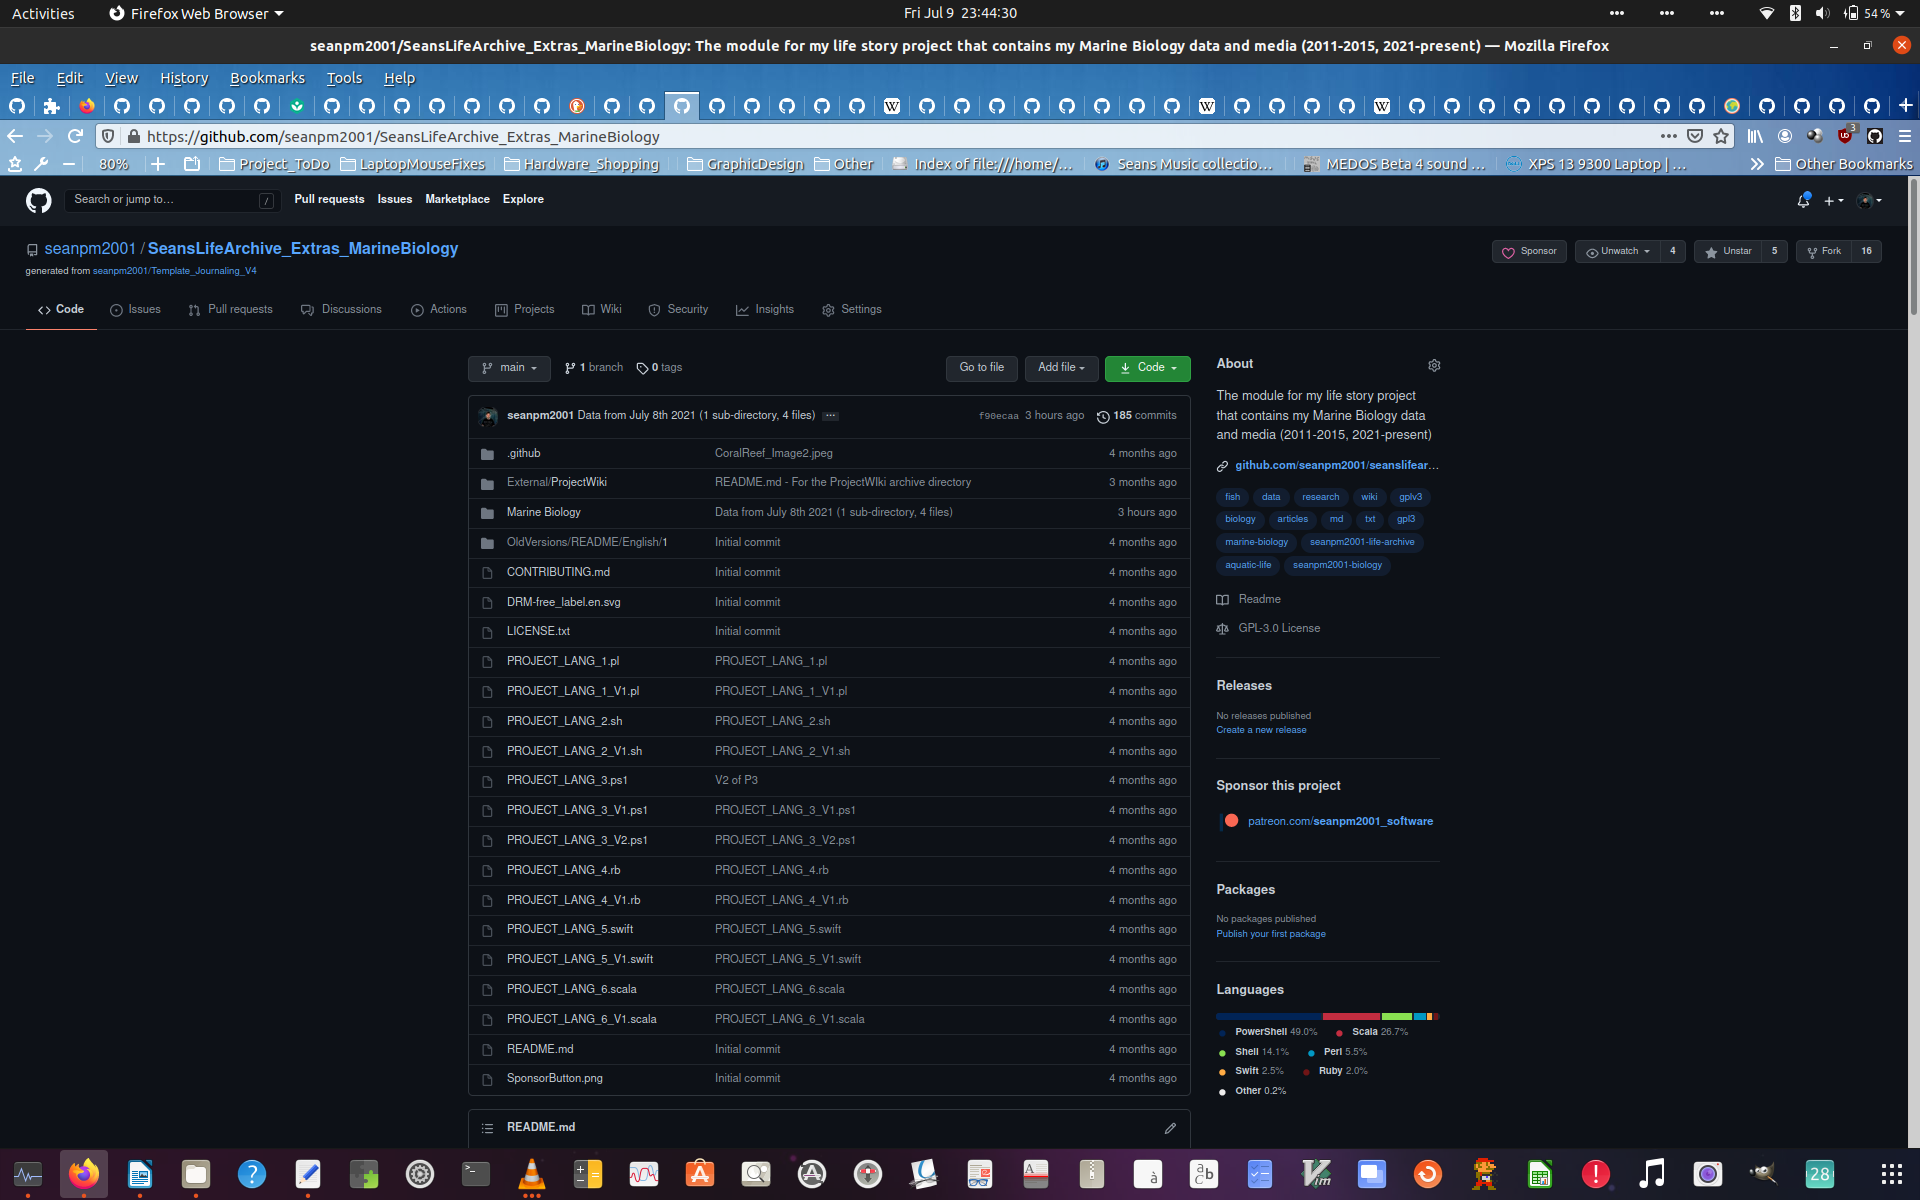 Activities Firefox Web Browser Fri Jul 9 23:44:30 54 %
seanpm2001/SeansLifeArchive_Extras_MarineBiology: The module for my life story project that contains my Marine Biology data and media (2011-2015, 2021-present) — Mozilla Firefox
File Edit View History Bookmarks Tools Help
https://github.com/seanpm2001/SeansLifeArchive_Extras_MarineBiology 3
80% Project_ToDo LaptopMouseFixes Hardware_Shopping GraphicDesign Other Index of file:///home/... Seans Music collectio... MEDOS Beta 4 sound ... XPS 13 9300 Laptop | ... Other Bookmarks
Search or jump to... / Pull requests Issues Marketplace Explore
seanpm2001 / SeansLifeArchive_Extras_MarineBiology Sponsor Unwatch 4 Unstar 5 Fork 16
generated from seanpm2001/Template_Journaling_V4
Code Issues Pull requests Discussions Actions Projects Wiki Security Insights Settings
main 1 branch 0 tags Go to file Add file Code
seanpm2001 Data from July 8th 2021 (1 sub-directory, 4 files) ... f90ecaa 3 hours ago 185 commits
.github CoralReef_Image2.jpeg 4 months ago
External/ProjectWiki README.md - For the ProjectWIki archive directory 3 months ago
Marine Biology Data from July 8th 2021 (1 sub-directory, 4 files) 3 hours ago
OldVersions/README/English/1 Initial commit 4 months ago
CONTRIBUTING.md Initial commit 4 months ago
DRM-free_label.en.svg Initial commit 4 months ago
LICENSE.txt Initial commit 4 months ago
PROJECT_LANG_1.pl PROJECT_LANG_1.pl 4 months ago
PROJECT_LANG_1_V1.pl PROJECT_LANG_1_V1.pl 4 months ago
PROJECT_LANG_2.sh PROJECT_LANG_2.sh 4 months ago
PROJECT_LANG_2_V1.sh PROJECT_LANG_2_V1.sh 4 months ago
PROJECT_LANG_3.ps1 V2 of P3 4 months ago
PROJECT_LANG_3_V1.ps1 PROJECT_LANG_3_V1.ps1 4 months ago
PROJECT_LANG_3_V2.ps1 PROJECT_LANG_3_V2.ps1 4 months ago
PROJECT_LANG_4.rb PROJECT_LANG_4.rb 4 months ago
PROJECT_LANG_4_V1.rb PROJECT_LANG_4_V1.rb 4 months ago
PROJECT_LANG_5.swift PROJECT_LANG_5.swift 4 months ago
PROJECT_LANG_5_V1.swift PROJECT_LANG_5_V1.swift 4 months ago
PROJECT_LANG_6.scala PROJECT_LANG_6.scala 4 months ago
PROJECT_LANG_6_V1.scala PROJECT_LANG_6_V1.scala 4 months ago
README.md Initial commit 4 months ago
SponsorButton.png Initial commit 4 months ago
README.md
About
The module for my life story project
that contains my Marine Biology data
and media (2011-2015, 2021-present)
github.com/seanpm2001/seanslifear...
fish data research wiki gplv3
biology articles md txt gpl3
marine-biology seanpm2001-life-archive
aquatic-life seanpm2001-biology
Readme
GPL-3.0 License
Releases
No releases published
Create a new release
Sponsor this project
patreon.com/seanpm2001_software
Packages
No packages published
Publish your first package
Languages
PowerShell 49.0% Scala 26.7%
Shell 14.1% Perl 5.5%
Swift 2.5% Ruby 2.0%
Other 0.2%
28